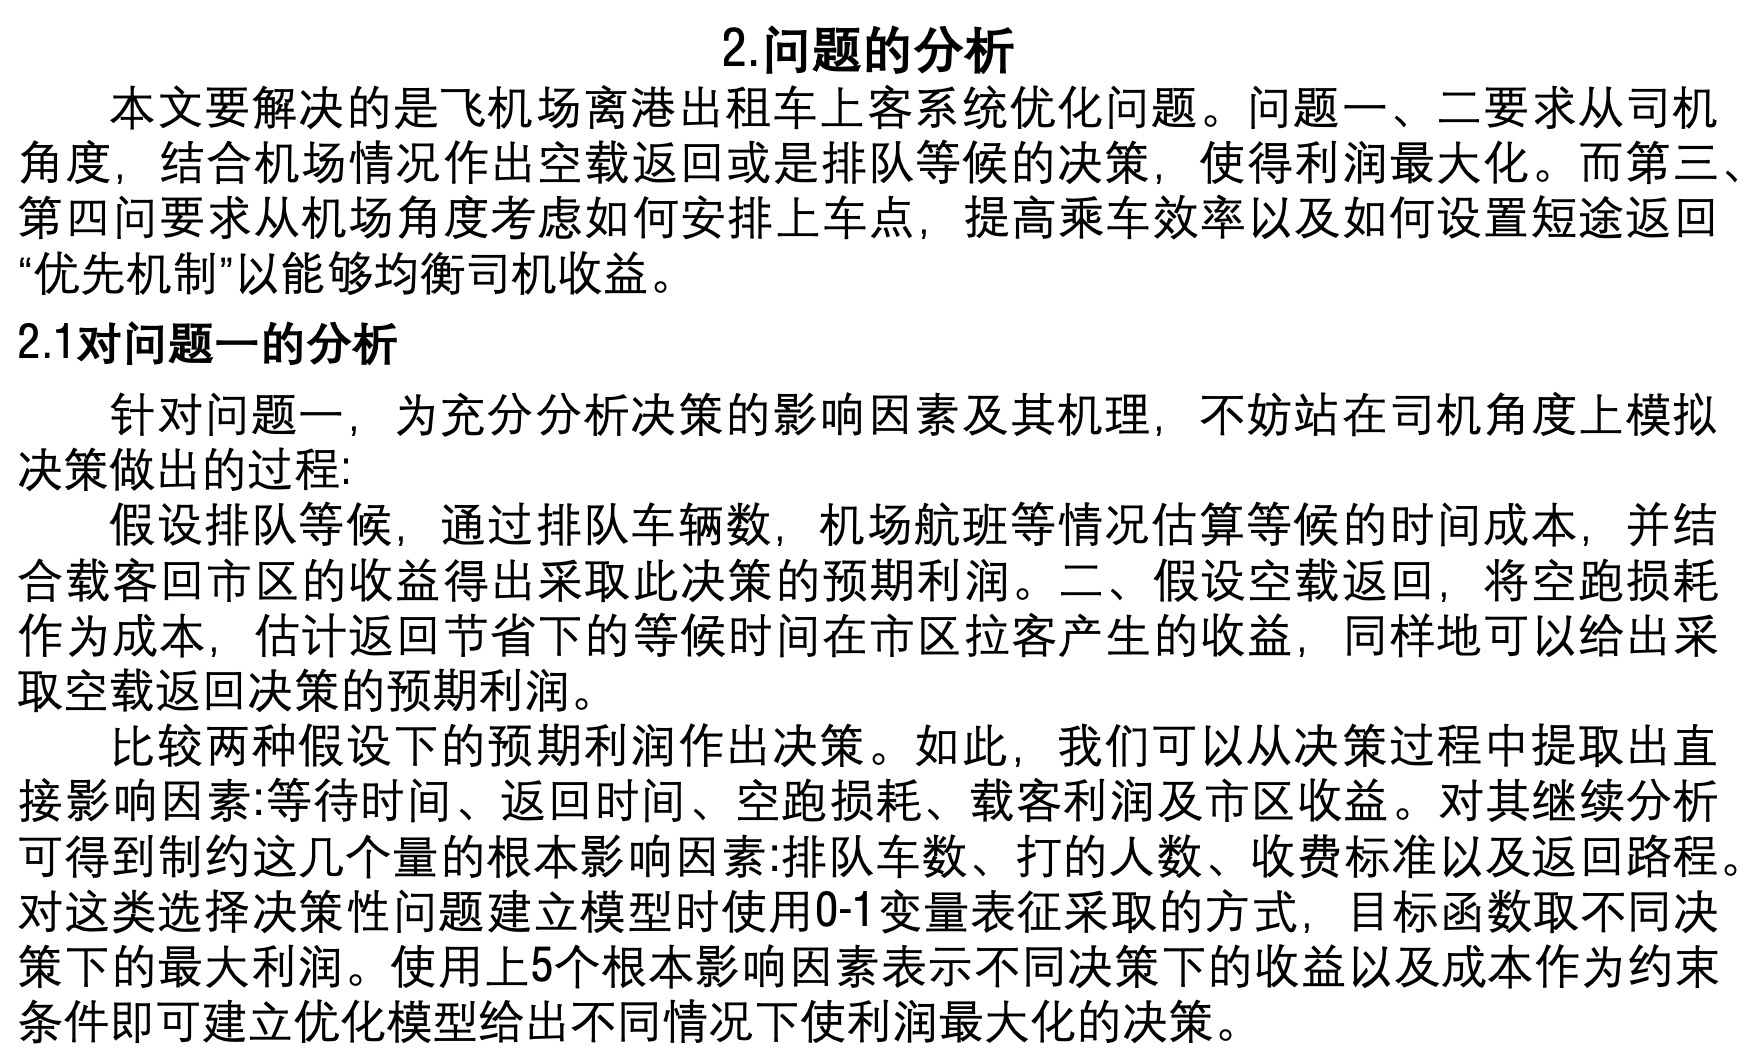 2.问题的分析
本文要解决的是飞机场离港出租车上客系统优化问题。问题一、二要求从司机
角度，结合机场情况作出空载返回或是排队等候的决策，使得利润最大化。而第三、
第四问要求从机场角度考虑如何安排上车点，提高乘车效率以及如何设置短途返回
“优先机制”以能够均衡司机收益。
2.1对问题一的分析
针对问题一，为充分分析决策的影响因素及其机理，不妨站在司机角度上模拟
决策做出的过程:
假设排队等候，通过排队车辆数，机场航班等情况估算等候的时间成本，并结
合载客回市区的收益得出采取此决策的预期利润。二、假设空载返回，将空跑损耗
作为成本，估计返回节省下的等候时间在市区拉客产生的收益，同样地可以给出采
取空载返回决策的预期利润。
比较两种假设下的预期利润作出决策。如此，我们可以从决策过程中提取出直
接影响因素:等待时间、返回时间、空跑损耗、载客利润及市区收益。对其继续分析
可得到制约这几个量的根本影响因素:排队车数、打的人数、收费标准以及返回路程。
对这类选择决策性问题建立模型时使用0-1变量表征采取的方式，目标函数取不同决
策下的最大利润。使用上5个根本影响因素表示不同决策下的收益以及成本作为约束
条件即可建立优化模型给出不同情况下使利润最大化的决策。